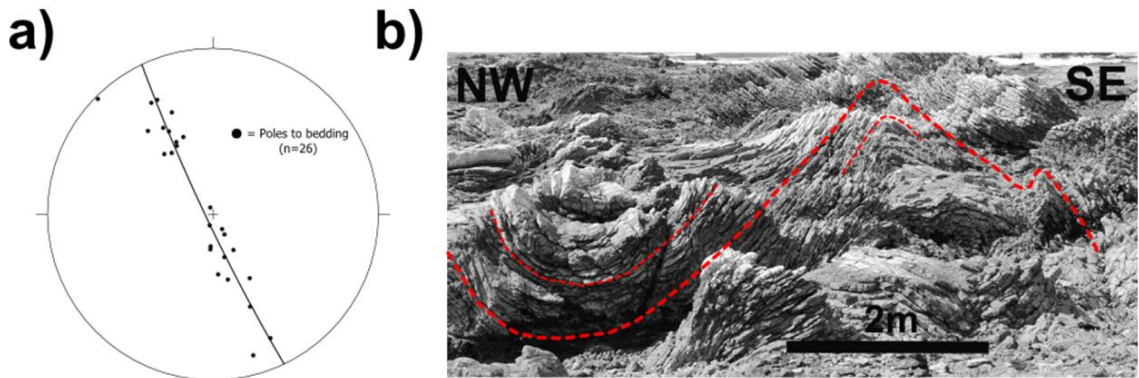 a)
= Poles to bedding
(n=26)
b)
NW
SE
2m